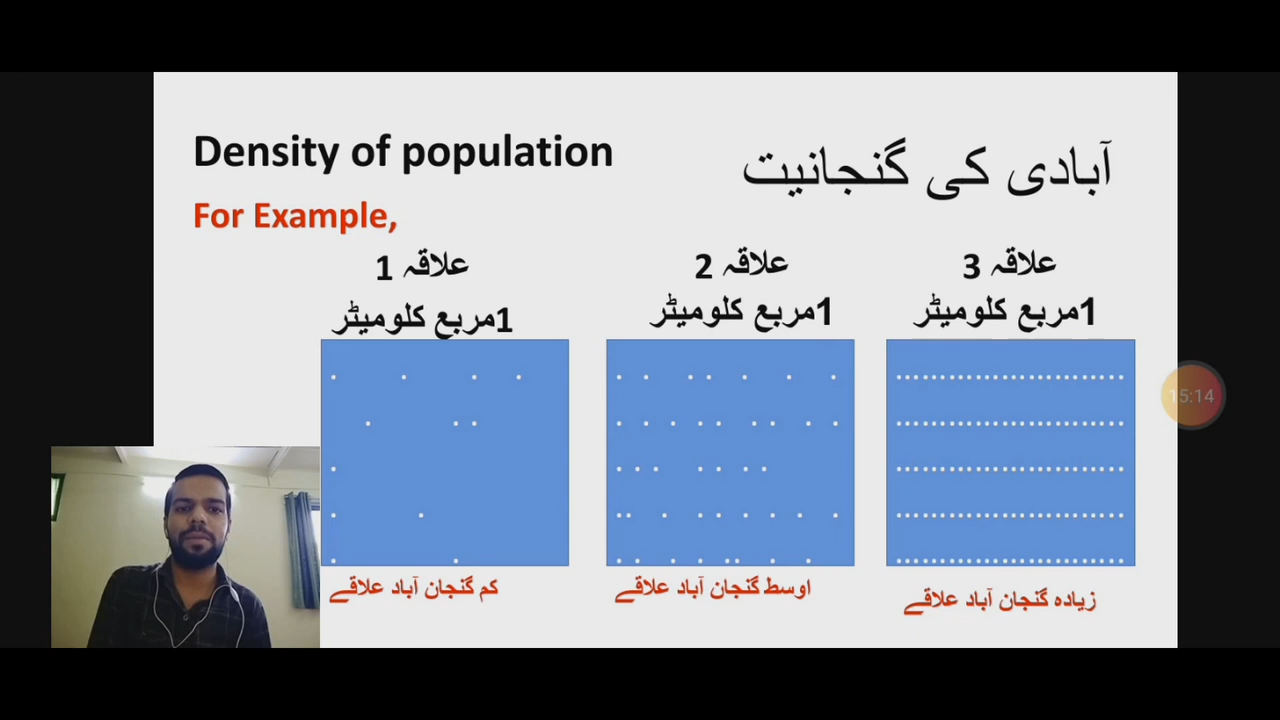 Density of population
آبادی کی گنجانیت
For Example,
علاقہ 1
1مربع کلومیٹر
علاقہ 2
1مربع کلومیٹر
علاقہ 3
1مربع کلومیٹر
کم گنجان آباد علاقے
اوسط گنجان آباد علاقے
زیادہ گنجان آباد علاقے
15:14